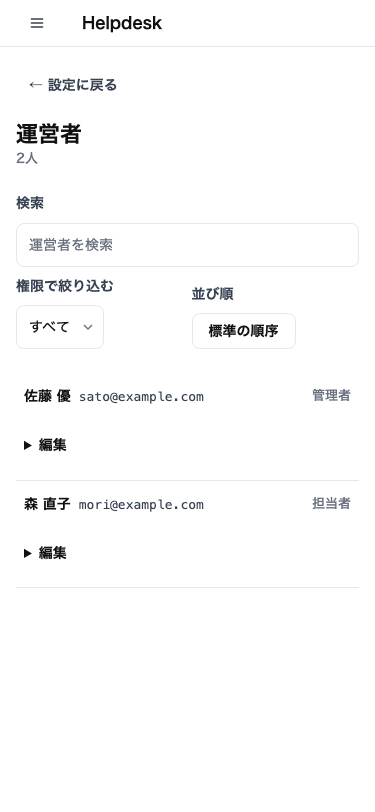 Helpdesk
← 設定に戻る
運営者
2人
検索
運営者を検索
権限で絞り込む
並び順
すべて
標準の順序
佐藤 優 sato@example.com 管理者
▶ 編集
森 直子 mori@example.com 担当者
▶ 編集